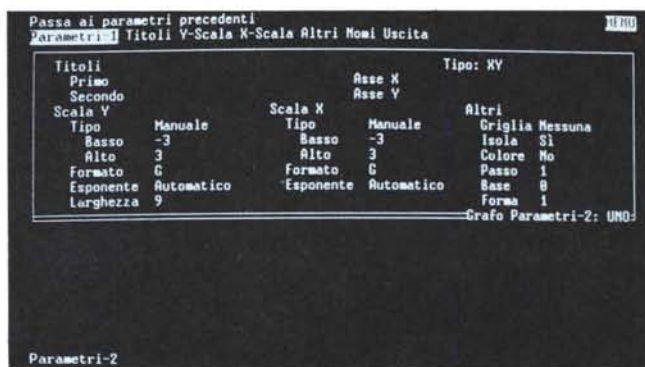 Passa ai parametri precedenti MENU
Parametri-1 Titoli Y-Scala X-Scala Altri Nomi Uscita
Titoli Tipo: XY
Primo Asse X
Secondo Asse Y
Scala Y Scala X Altri
Tipo Manuale Tipo Manuale Griglia Nessuna
Basso -3 Basso -3 Isola Sì
Alto 3 Alto 3 Colore No
Formato G Formato G Passo 1
Esponente Automatico Esponente Automatico Base 0
Larghezza 9 Forma 1
Grafo Parametri-2: UNO
Parametri-2